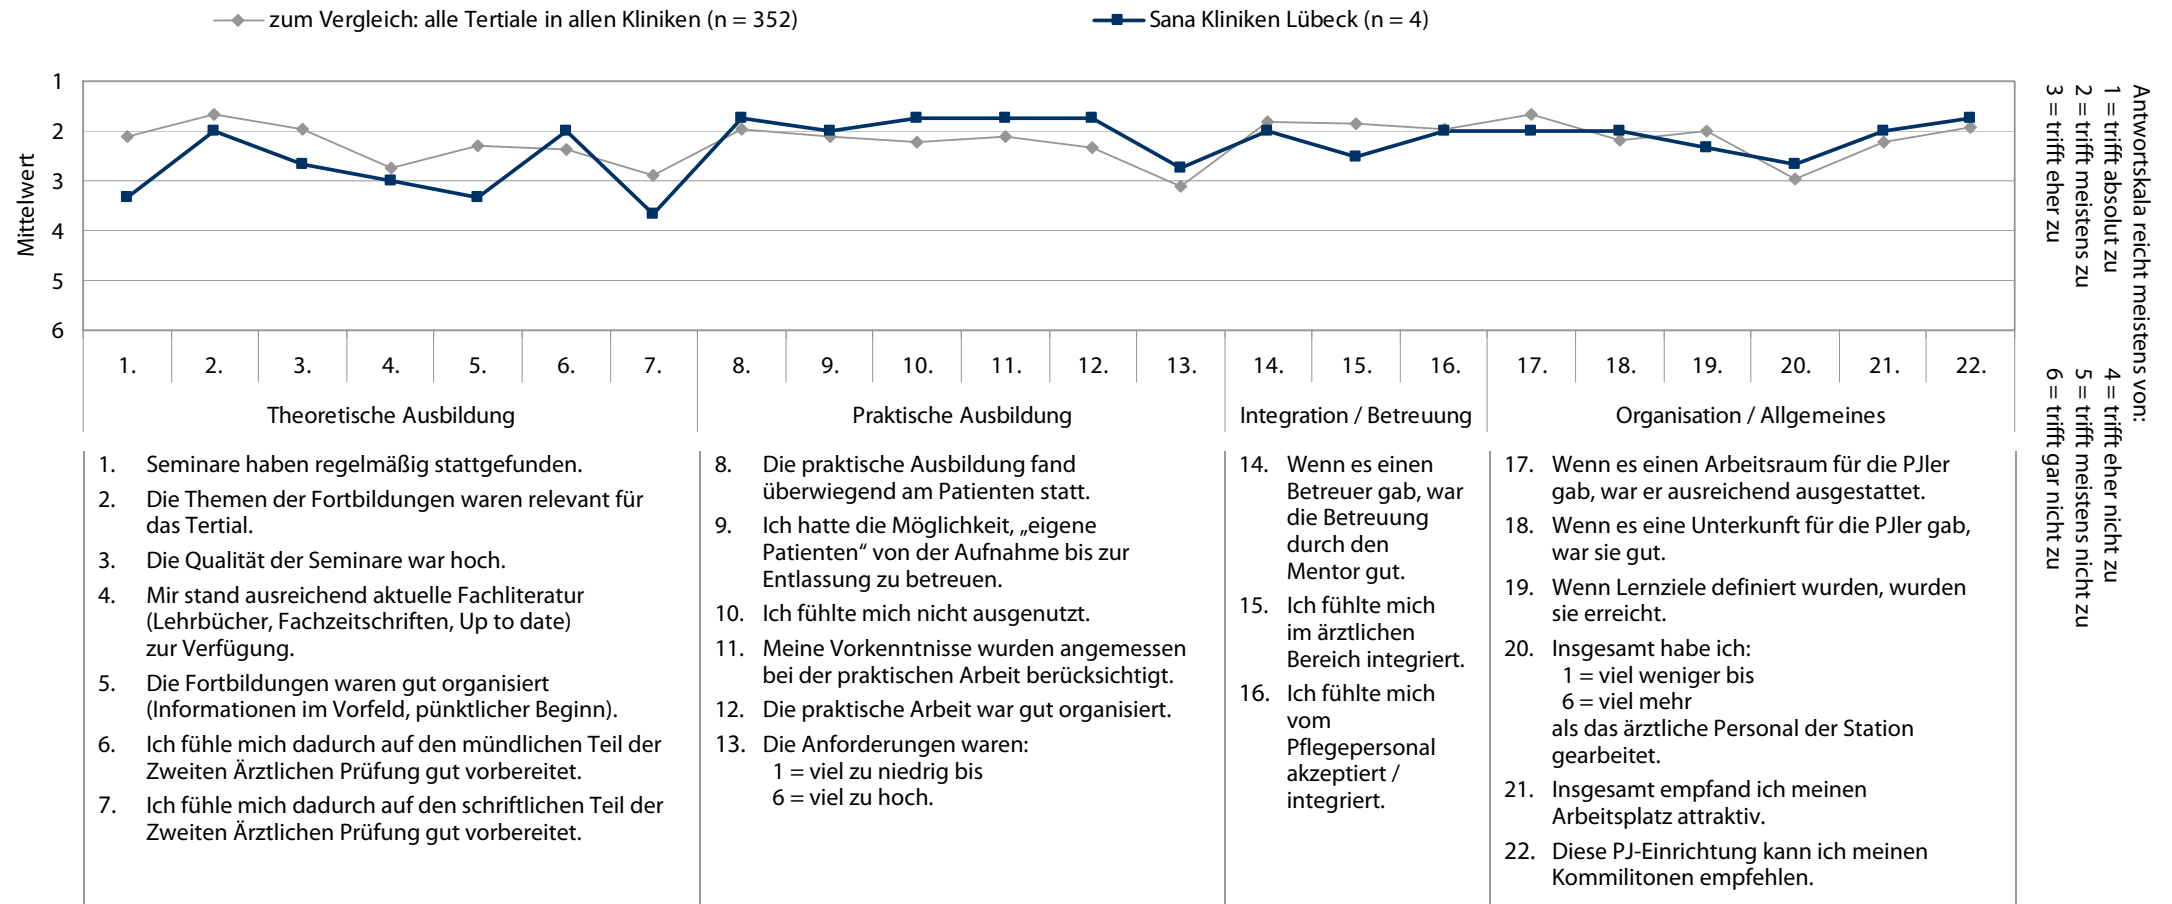 zum Vergleich: alle Tertiale in allen Kliniken (n = 352)
Sana Kliniken Lübeck (n = 4)
Mittelwert
1
2
3
4
5
6
1. 2. 3. 4. 5. 6. 7. 8. 9. 10. 11. 12. 13. 14. 15. 16. 17. 18. 19. 20. 21. 22.
Theoretische Ausbildung
Praktische Ausbildung
Integration / Betreuung
Organisation / Allgemeines
1. Seminare haben regelmäßig stattgefunden.
2. Die Themen der Fortbildungen waren relevant für
das Tertial.
3. Die Qualität der Seminare war hoch.
4. Mir stand ausreichend aktuelle Fachliteratur
(Lehrbücher, Fachzeitschriften, Up to date)
zur Verfügung.
5. Die Fortbildungen waren gut organisiert
(Informationen im Vorfeld, pünktlicher Beginn).
6. Ich fühle mich dadurch auf den mündlichen Teil der
Zweiten Ärztlichen Prüfung gut vorbereitet.
7. Ich fühle mich dadurch auf den schriftlichen Teil der
Zweiten Ärztlichen Prüfung gut vorbereitet.
8. Die praktische Ausbildung fand
überwiegend am Patienten statt.
9. Ich hatte die Möglichkeit, „eigene
Patienten“ von der Aufnahme bis zur
Entlassung zu betreuen.
10. Ich fühlte mich nicht ausgenutzt.
11. Meine Vorkenntnisse wurden angemessen
bei der praktischen Arbeit berücksichtigt.
12. Die praktische Arbeit war gut organisiert.
13. Die Anforderungen waren:
1 = viel zu niedrig bis
6 = viel zu hoch.
14. Wenn es einen
Betreuer gab, war
die Betreuung
durch den
Mentor gut.
15. Ich fühlte mich
im ärztlichen
Bereich integriert.
16. Ich fühlte mich
vom
Pflegepersonal
akzeptiert /
integriert.
17. Wenn es einen Arbeitsraum für die PJler
gab, war er ausreichend ausgestattet.
18. Wenn es eine Unterkunft für die PJler gab,
war sie gut.
19. Wenn Lernziele definiert wurden, wurden
sie erreicht.
20. Insgesamt habe ich:
1 = viel weniger bis
6 = viel mehr
als das ärztliche Personal der Station
gearbeitet.
21. Insgesamt empfand ich meinen
Arbeitsplatz attraktiv.
22. Diese PJ-Einrichtung kann ich meinen
Kommilitonen empfehlen.
Antwortskala reicht meistens von:
1 = trifft absolut zu
2 = trifft meistens zu
3 = trifft eher zu
4 = trifft eher nicht zu
5 = trifft meistens nicht zu
6 = trifft gar nicht zu